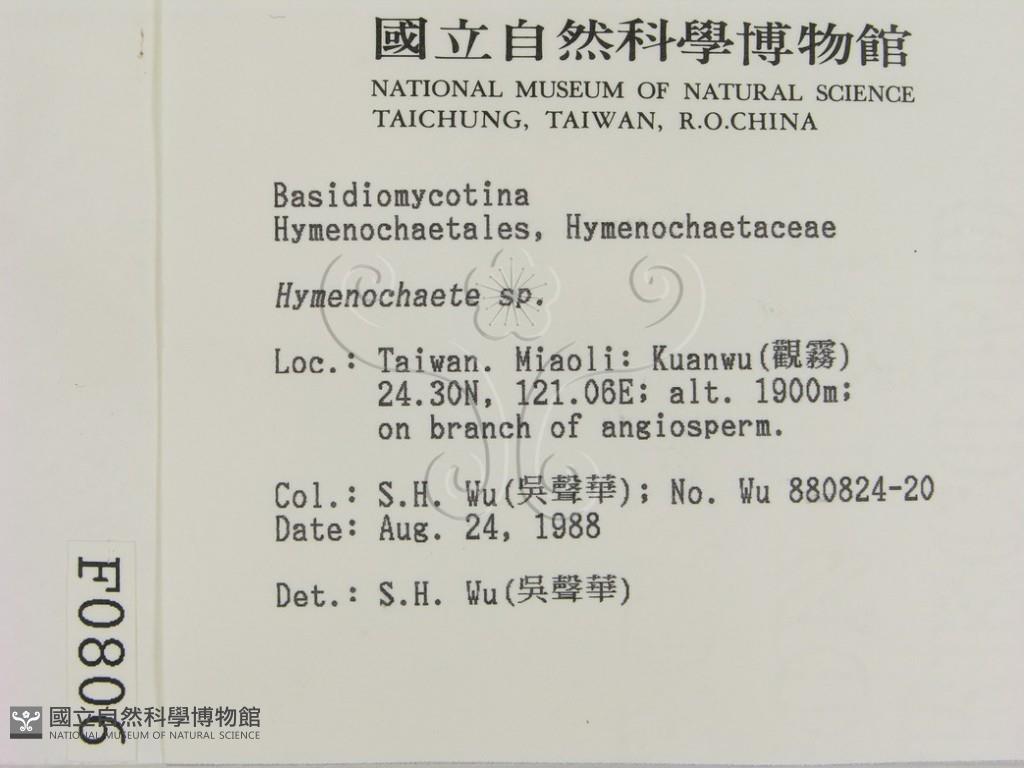 國立自然科學博物館
NATIONAL MUSEUM OF NATURAL SCIENCE
TAICHUNG, TAIWAN, R.O.CHINA
Basidiomycotina
Hymenochaetales, Hymenochaetaceae
Hymenochaete sp.
Loc.: Taiwan. Miaoli: Kuanwu(觀霧)
24.30N, 121.06E; alt. 1900m;
on branch of angiosperm.
Col.: S.H. Wu(吳聲華); No. Wu 880824-20
Date: Aug. 24, 1988
Det.: S.H. Wu(吳聲華)
F0806
國立自然科學博物館
NATIONAL MUSEUM OF NATURAL SCIENCE